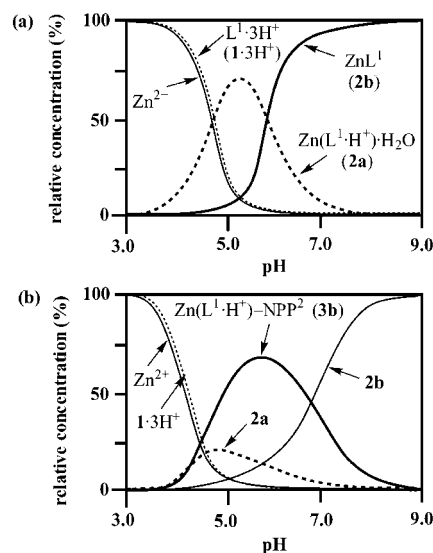 (a)
relative concentration (%)
100
50
0
L¹·3H⁺
(1·3H⁺)
Zn²⁻
ZnL¹
(2b)
Zn(L¹·H⁺)·H₂O
(2a)
3.0 5.0 7.0 9.0
pH
(b)
relative concentration (%)
100
50
0
Zn(L¹·H⁺)–NPP² (3b)
Zn²⁺
1·3H⁺
2a
2b
3.0 5.0 7.0 9.0
pH